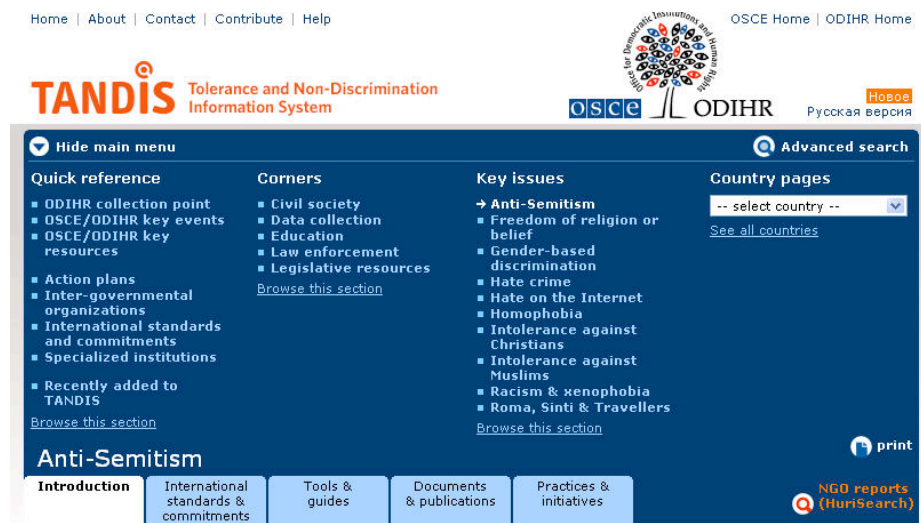 Home | About | Contact | Contribute | Help
OSCE Home | ODIHR Home
Office for Democratic Institutions and Human Rights
TANDIS
Tolerance and Non-Discrimination
Information System
OSCE ODIHR
Новое
Русская версия
Hide main menu
Advanced search
Quick reference
ODIHR collection point
OSCE/ODIHR key events
OSCE/ODIHR key
resources
Action plans
Inter-governmental
organizations
International standards
and commitments
Specialized institutions
Recently added to
TANDIS
Browse this section
Corners
Civil society
Data collection
Education
Law enforcement
Legislative resources
Browse this section
Key issues
Anti-Semitism
Freedom of religion or
belief
Gender-based
discrimination
Hate crime
Hate on the Internet
Homophobia
Intolerance against
Christians
Intolerance against
Muslims
Racism & xenophobia
Roma, Sinti & Travellers
Browse this section
Country pages
-- select country --
See all countries
print
Anti-Semitism
Introduction
International
standards &
commitments
Tools &
guides
Documents
& publications
Practices &
initiatives
NGO reports
(HuriSearch)